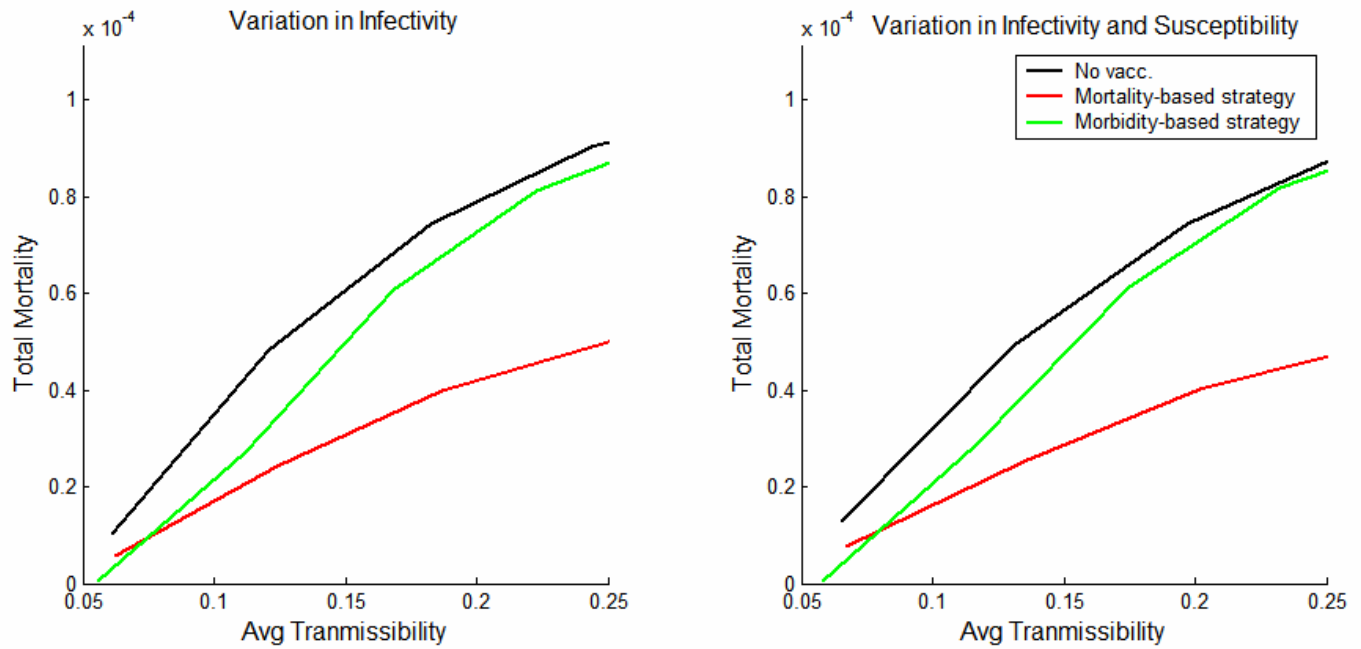 x 10^-4
Variation in Infectivity
1
0.8
0.6
0.4
0.2
0
0.05
0.1
0.15
0.2
0.25
Total Mortality
Avg Tranmissibility
x 10^-4
Variation in Infectivity and Susceptibility
No vacc.
Mortality-based strategy
Morbidity-based strategy
1
0.8
0.6
0.4
0.2
0
0.05
0.1
0.15
0.2
0.25
Total Mortality
Avg Tranmissibility